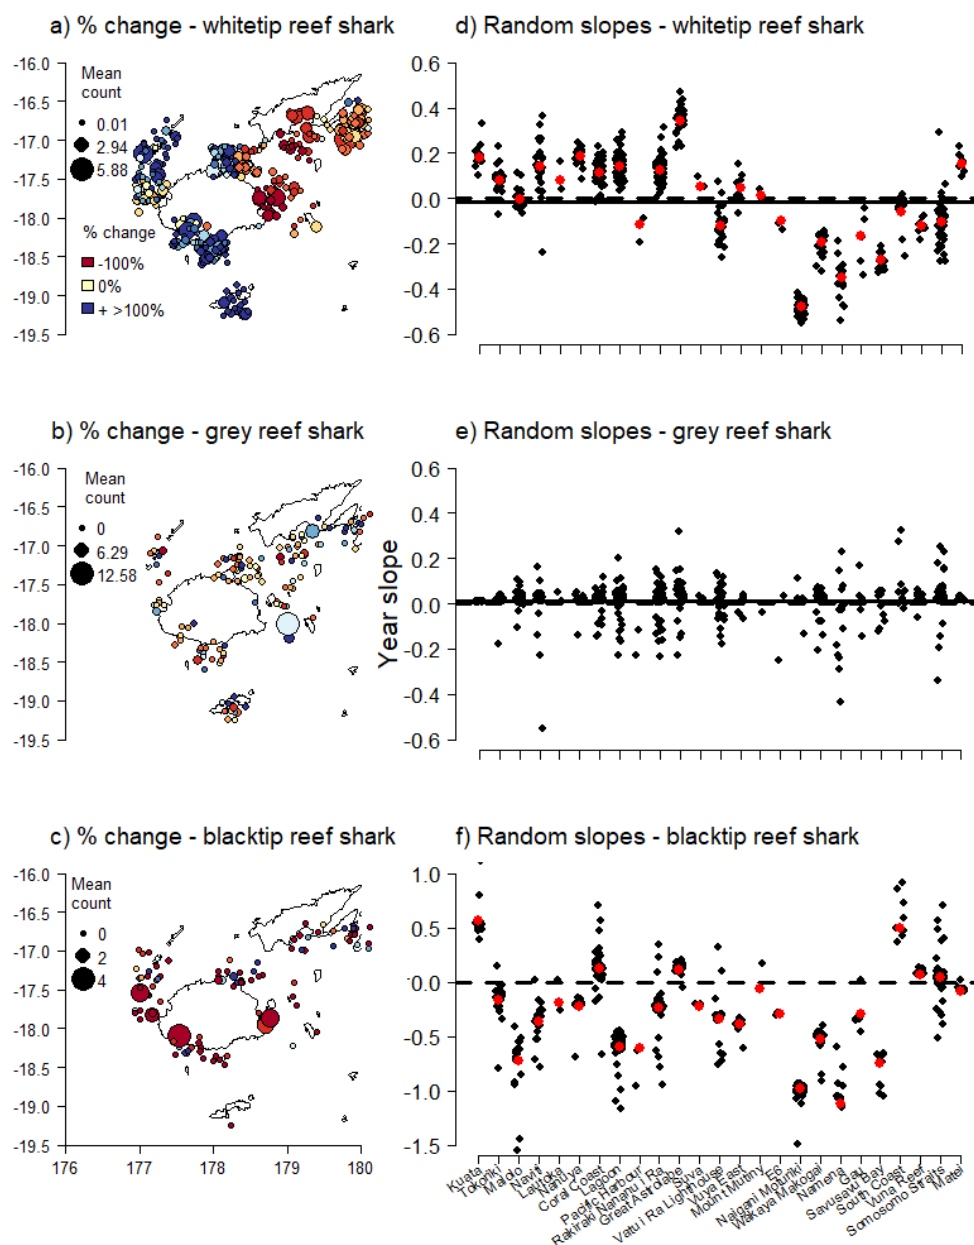 a) % change - whitetip reef shark
-16.0
-16.5
-17.0
-17.5
-18.0
-18.5
-19.0
-19.5
Mean
count
0.01
2.94
5.88
% change
-100%
0%
+ >100%
d) Random slopes - whitetip reef shark
0.6
0.4
0.2
0.0
-0.2
-0.4
-0.6
b) % change - grey reef shark
-16.0
-16.5
-17.0
-17.5
-18.0
-18.5
-19.0
-19.5
Mean
count
0
6.29
12.58
e) Random slopes - grey reef shark
Year slope
0.6
0.4
0.2
0.0
-0.2
-0.4
-0.6
c) % change - blacktip reef shark
-16.0
-16.5
-17.0
-17.5
-18.0
-18.5
-19.0
-19.5
Mean
count
0
2
4
176
177
178
179
180
f) Random slopes - blacktip reef shark
1.0
0.5
0.0
-0.5
-1.0
-1.5
Kuata
Tokoriki
Malolo
Naviti
Lautoka
Nanuya
Coral Coast
Lagoon
Pacific Harbour
Rakiraki Nananu i Ra
Great Astrolabe
Suva
Vatu i Ra Lighthouse
Vuya East
Mount Mutiny
E6
Naigani Moturiki
Wakaya Makogai
Namena
Gau
Savusavu Bay
South Coast
Vuna Reef
Somosomo Straits
Matei